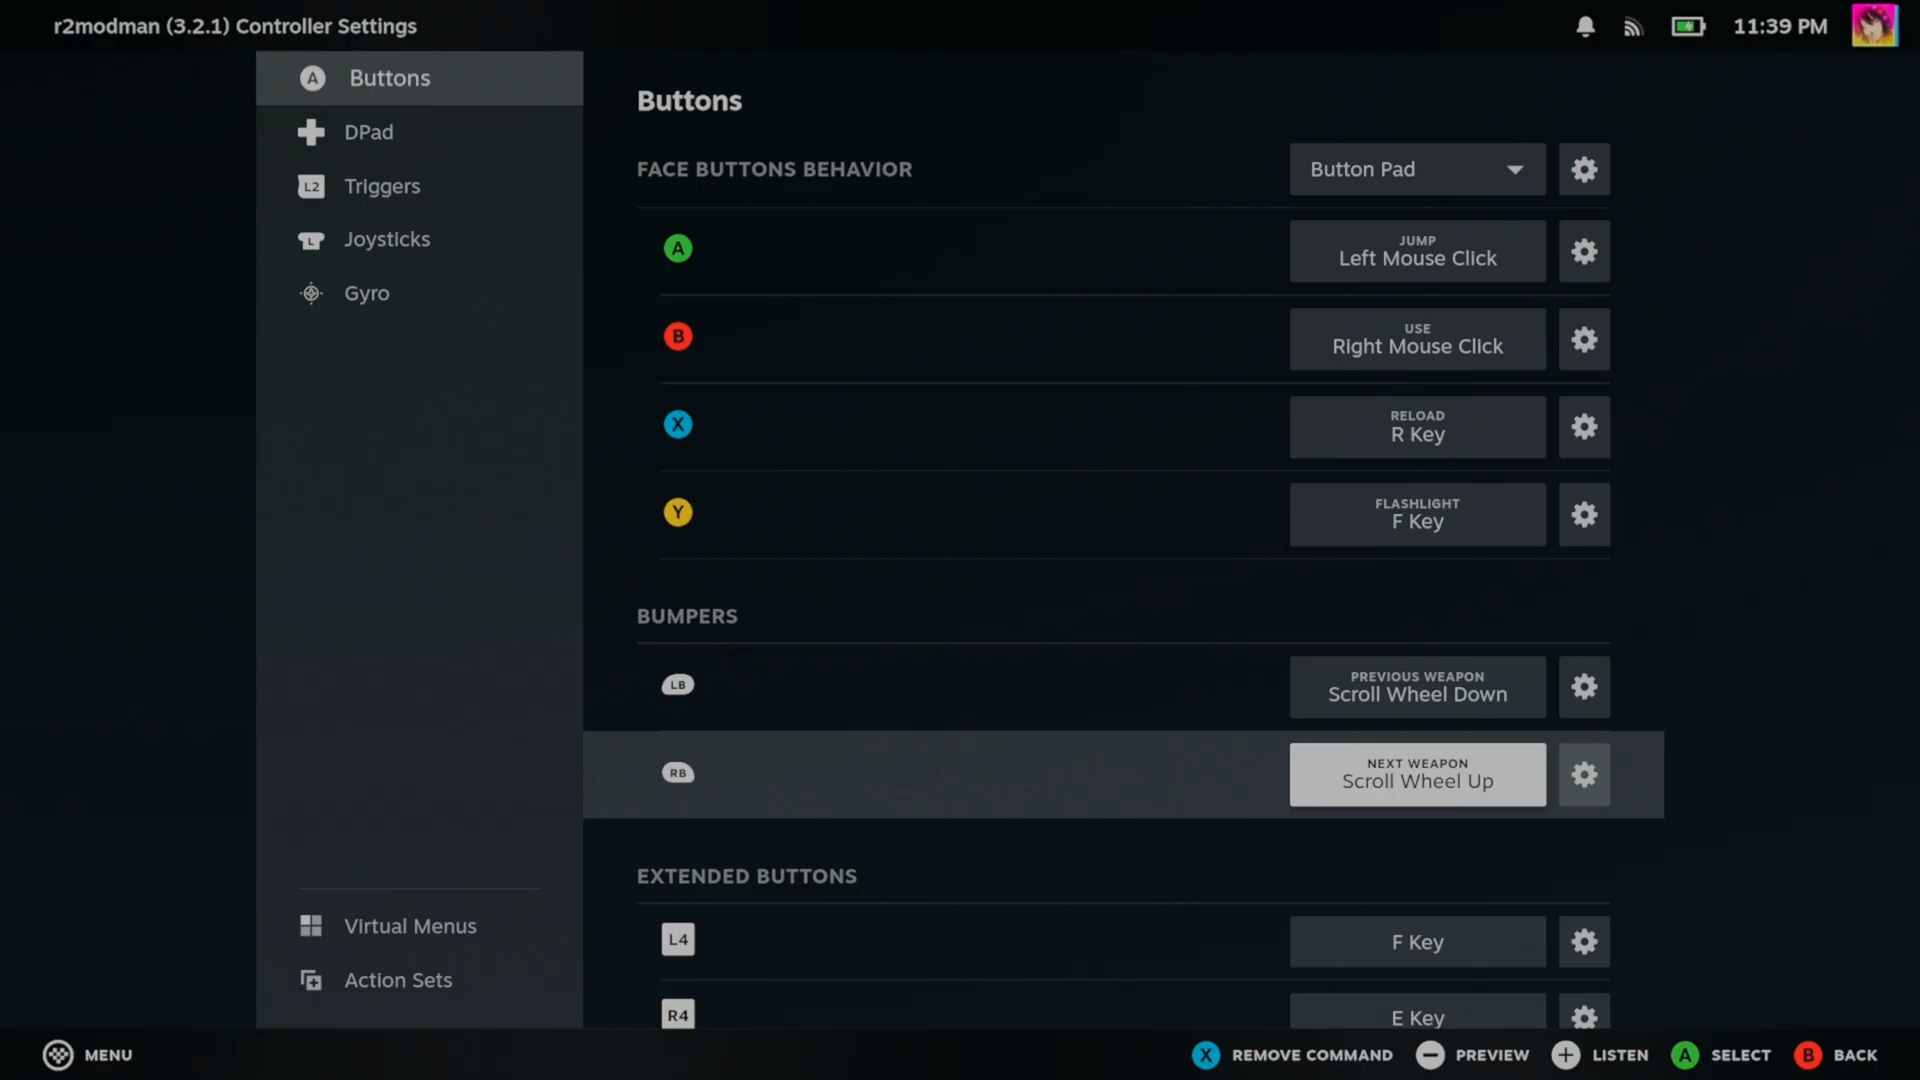 r2modman (3.2.1) Controller Settings
11:39 PM
A Buttons
DPad
L2 Triggers
L Joysticks
Gyro
Virtual Menus
Action Sets
Buttons
FACE BUTTONS BEHAVIOR
Button Pad
A
JUMP
Left Mouse Click
B
USE
Right Mouse Click
X
RELOAD
R Key
Y
FLASHLIGHT
F Key
BUMPERS
LB
PREVIOUS WEAPON
Scroll Wheel Down
RB
NEXT WEAPON
Scroll Wheel Up
EXTENDED BUTTONS
L4
F Key
R4
E Key
MENU
X REMOVE COMMAND
PREVIEW
LISTEN
A SELECT
B BACK